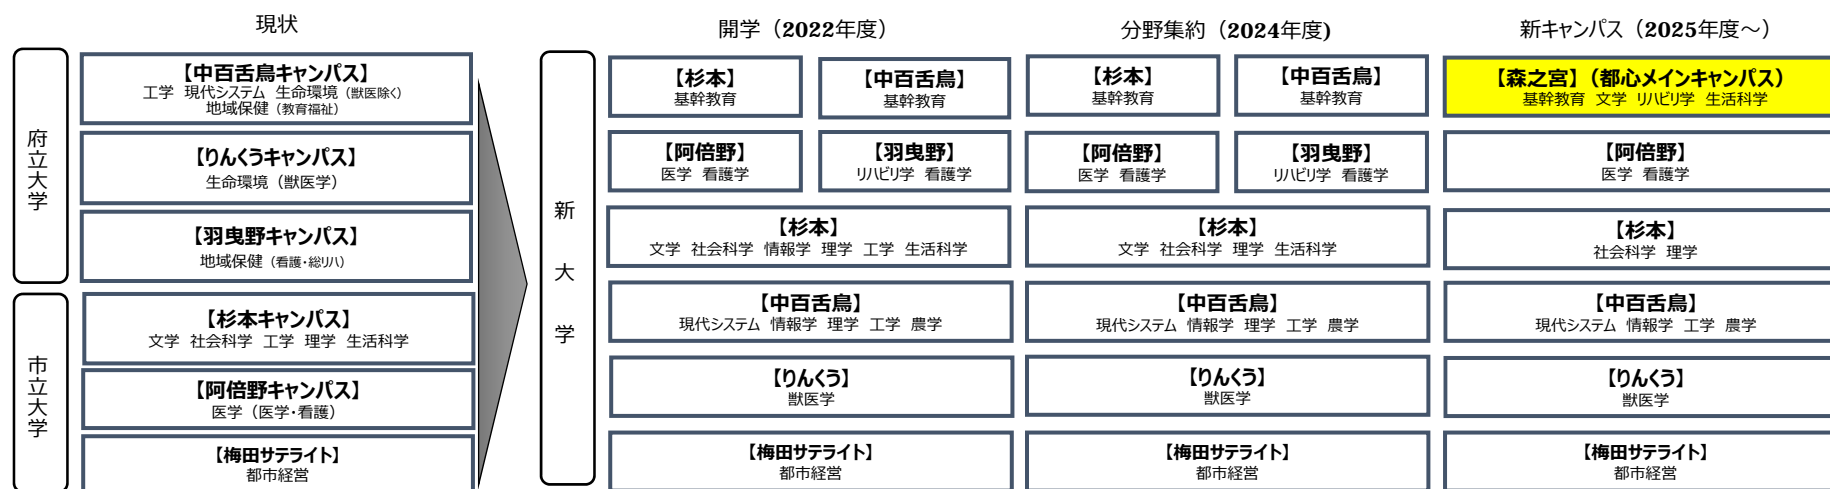 現状
府立大学
【中百舌鳥キャンパス】
工学 現代システム 生命環境（獣医除く）
地域保健（教育福祉）
【りんくうキャンパス】
生命環境（獣医学）
【羽曳野キャンパス】
地域保健（看護・総リハ）
市立大学
【杉本キャンパス】
文学 社会科学 工学 理学 生活科学
【阿倍野キャンパス】
医学（医学・看護）
【梅田サテライト】
都市経営
新大学
開学（2022年度）
【杉本】
基幹教育
【中百舌鳥】
基幹教育
【阿倍野】
医学 看護学
【羽曳野】
リハビリ学 看護学
【杉本】
文学 社会科学 情報学 理学 工学 生活科学
【中百舌鳥】
現代システム 情報学 理学 工学 農学
【りんくう】
獣医学
【梅田サテライト】
都市経営
分野集約（2024年度)
【杉本】
基幹教育
【中百舌鳥】
基幹教育
【阿倍野】
医学 看護学
【羽曳野】
リハビリ学 看護学
【杉本】
文学 社会科学 理学 生活科学
【中百舌鳥】
現代システム 情報学 理学 工学 農学
【りんくう】
獣医学
【梅田サテライト】
都市経営
新キャンパス（2025年度～）
【森之宮】（都心メインキャンパス）
基幹教育 文学 リハビリ学 生活科学
【阿倍野】
医学 看護学
【杉本】
社会科学 理学
【中百舌鳥】
現代システム 情報学 工学 農学
【りんくう】
獣医学
【梅田サテライト】
都市経営